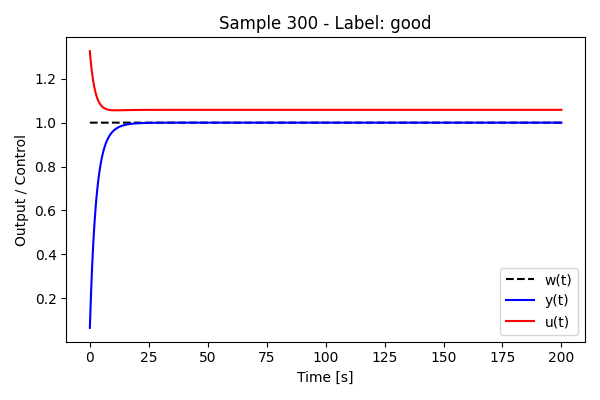 Sample 300 - Label: good
Output / Control
1.2
1.0
0.8
0.6
0.4
0.2
w(t)
y(t)
u(t)
0 25 50 75 100 125 150 175 200
Time [s]